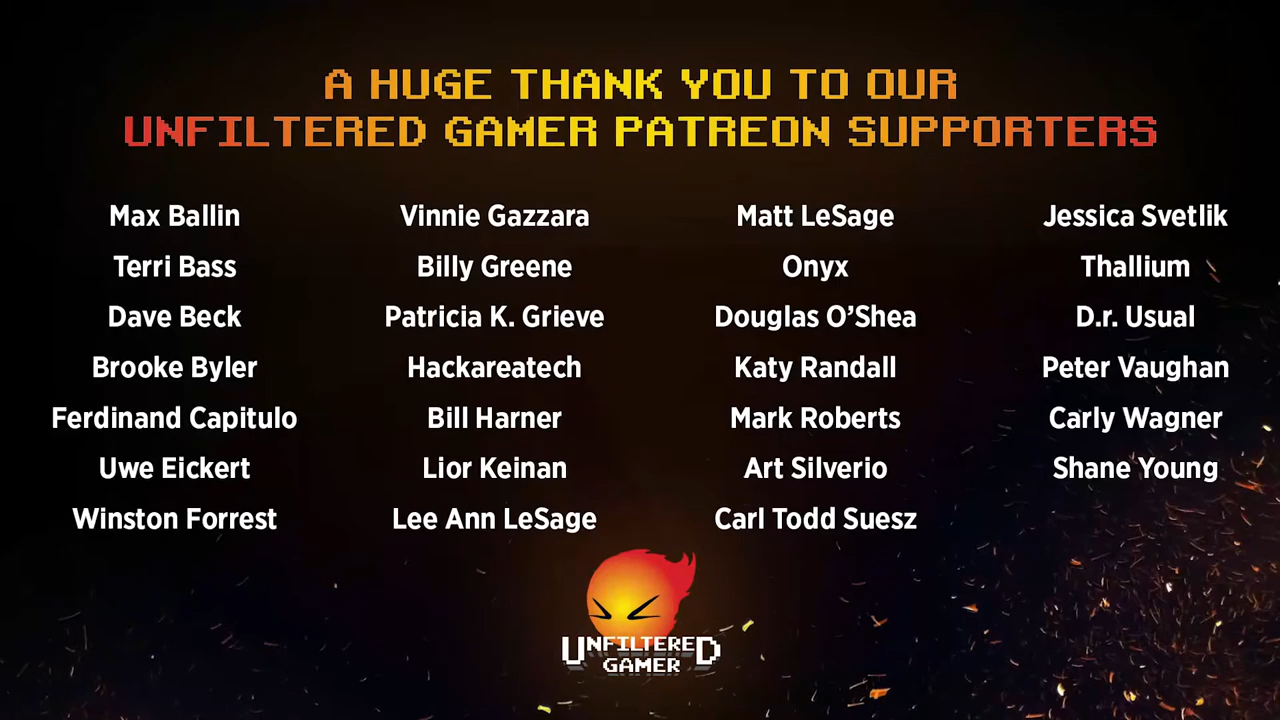 A HUGE THANK YOU TO OUR
UNFILTERED GAMER PATREON SUPPORTERS
Max Ballin
Terri Bass
Dave Beck
Brooke Byler
Ferdinand Capitulo
Uwe Eickert
Winston Forrest
Vinnie Gazzara
Billy Greene
Patricia K. Grieve
Hackareatech
Bill Harner
Lior Keinan
Lee Ann LeSage
Matt LeSage
Onyx
Douglas O’Shea
Katy Randall
Mark Roberts
Art Silverio
Carl Todd Suesz
Jessica Svetlik
Thallium
D.r. Usual
Peter Vaughan
Carly Wagner
Shane Young
UNFILTERED
GAMER